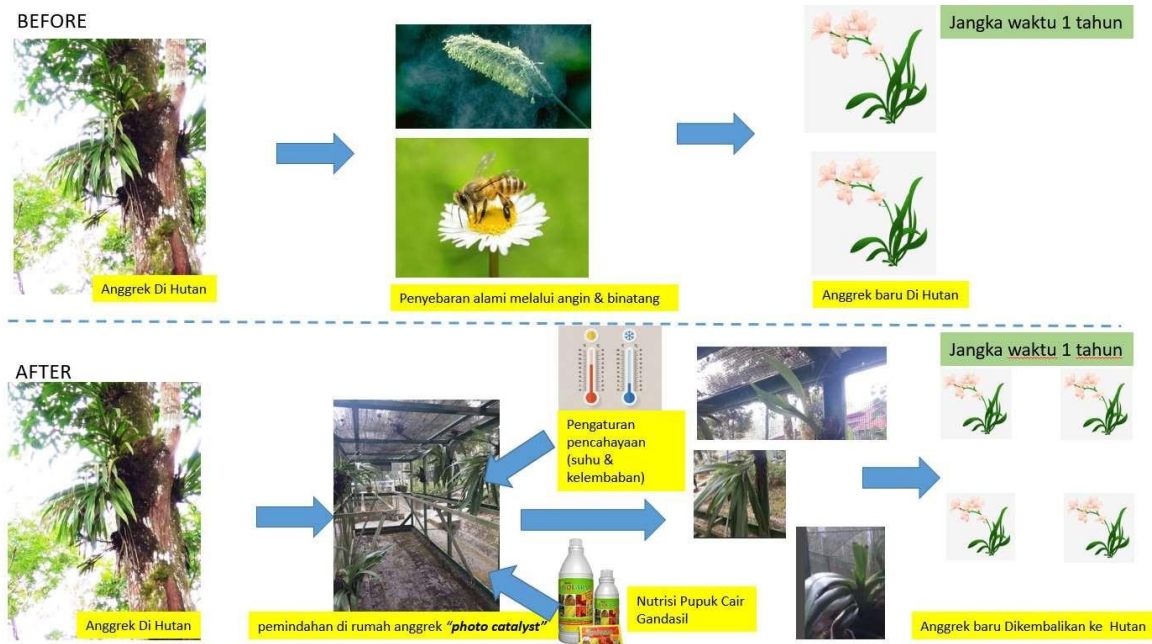 BEFORE
Jangka waktu 1 tahun
Anggrek Di Hutan
Penyebaran alami melalui angin & binatang
Anggrek baru Di Hutan
AFTER
Jangka waktu 1 tahun
Pengaturan
pencahayaan
(suhu &
kelembaban)
Nutrisi Pupuk Cair
Gandasil
Anggrek Di Hutan
pemindahan di rumah anggrek “photo catalyst”
Anggrek baru Dikembalikan ke Hutan